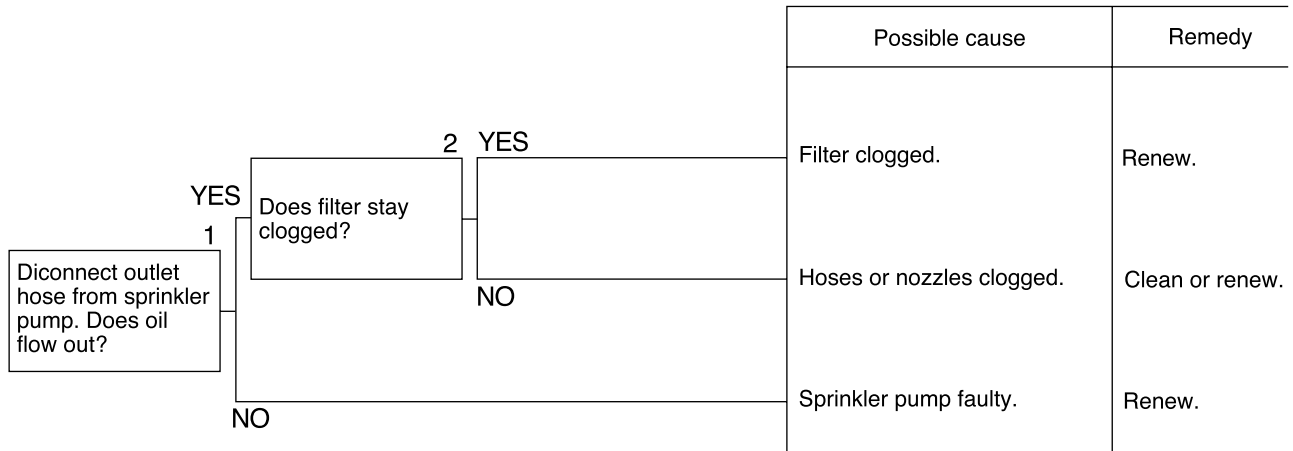 Possible cause
Remedy
2
YES
Filter clogged.
Renew.
YES
Does filter stay
clogged?
1
Diconnect outlet
hose from sprinkler
pump. Does oil
flow out?
NO
Hoses or nozzles clogged.
Clean or renew.
NO
Sprinkler pump faulty.
Renew.